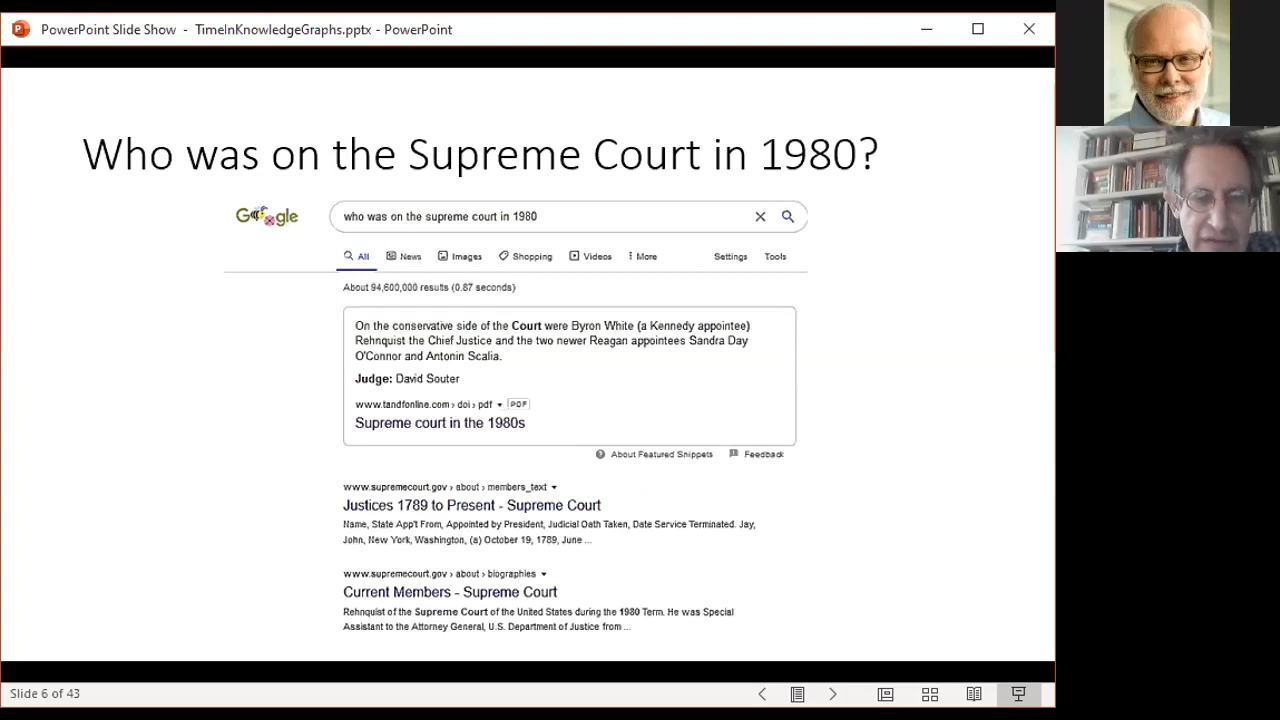 PowerPoint Slide Show - TimeInKnowledgeGraphs.pptx - PowerPoint
Who was on the Supreme Court in 1980?
Google
who was on the supreme court in 1980
All News Images Shopping Videos More Settings Tools
About 94,600,000 results (0.87 seconds)
On the conservative side of the Court were Byron White (a Kennedy appointee)
Rehnquist the Chief Justice and the two newer Reagan appointees Sandra Day
O'Connor and Antonin Scalia.
Judge: David Souter
www.tandfonline.com › doi › pdf ▾ PDF
Supreme court in the 1980s
About Featured Snippets Feedback
www.supremecourt.gov › about › members_text ▾
Justices 1789 to Present - Supreme Court
Name, State App't From, Appointed by President, Judicial Oath Taken, Date Service Terminated. Jay,
John, New York, Washington, (a) October 19, 1789, June ...
www.supremecourt.gov › about › biographies ▾
Current Members - Supreme Court
Rehnquist of the Supreme Court of the United States during the 1980 Term. He was Special
Assistant to the Attorney General, U.S. Department of Justice from ...
Slide 6 of 43